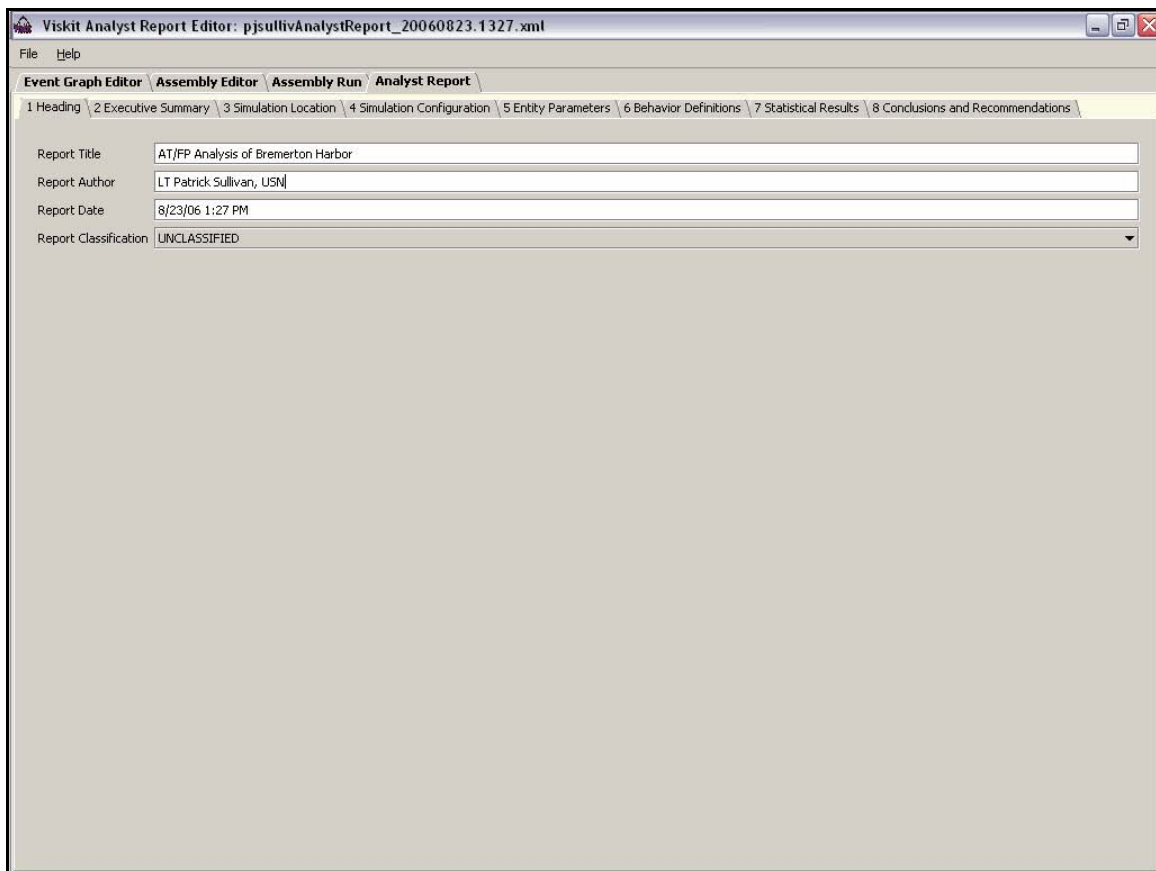 Viskit Analyst Report Editor: pjsullivAnalystReport_20060823.1327.xml
File Help
Event Graph Editor Assembly Editor Assembly Run Analyst Report
1 Heading 2 Executive Summary 3 Simulation Location 4 Simulation Configuration 5 Entity Parameters 6 Behavior Definitions 7 Statistical Results 8 Conclusions and Recommendations
Report Title AT/FP Analysis of Bremerton Harbor
Report Author LT Patrick Sullivan, USN
Report Date 8/23/06 1:27 PM
Report Classification UNCLASSIFIED